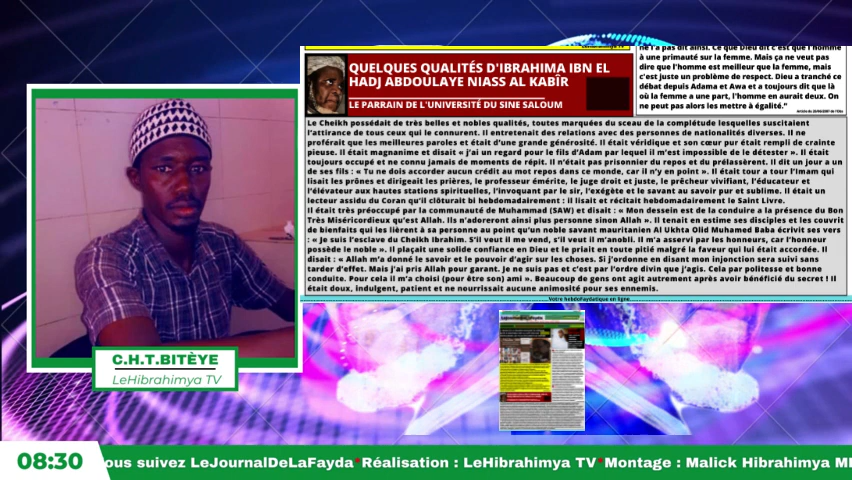 ne l'a pas dit ainsi. Ce que Dieu dit c'est que l'homme
à une primauté sur la femme. Mais ça ne veut pas
dire que l'homme est meilleur que la femme, mais
c'est juste un problème de respect. Dieu a tranché ce
débat depuis Adama et Awa et a toujours dit que là
où la femme a une part, l'homme en aurait deux. On
ne peut pas alors les mettre à égalité."
QUELQUES QUALITÉS D'IBRAHIMA IBN EL
HADJ ABDOULAYE NIASS AL KABÎR
LE PARRAIN DE L'UNIVERSITÉ DU SINE SALOUM
Le Cheikh possédait de très belles et nobles qualités, toutes marquées du sceau de la complétude lesquelles suscitaient
l'attirance de tous ceux qui le connurent. Il entretenait des relations avec des personnes de nationalités diverses. Il ne
proférait que les meilleures paroles et était d'une grande générosité. Il était véridique et son cœur put était rempli de crainte
pieuse. Il était magnanime et disait « j'ai un regard pour le fils d'Adam par lequel il m'est impossible de le détester ». Il était
toujours occupé et ne connu jamais de moments de répit. Il n'était pas prisonnier du repos et du prélassèrent. Il dit un jour a un
de ses fils : « Tu ne dois accorder aucun crédit au mot repos dans ce monde, car il n'y en point ». Il était tour a tour l'Imam qui
lisait les prônes et dirigeait les prières, le professeur émérite, le juge droit et juste, le prêcheur vivifiant, l'éducateur et
l'élévateur aux hautes stations spirituelles, l'invoquant par le sir, l'exégète et le savant au savoir pur et sublime. Il était un
lecteur assidu du Coran qu'il clôturait bi hebdomadairement : il lisait et récitait hebdomadairement le Saint Livre.
Il était très préoccupé par la communauté de Muhammad (SAW) et disait : « Mon dessein est de la conduire a la présence du Bon
Très Miséricordieux qu'est Allah. Ils n'adoreront ainsi plus personne sinon Allah ». Il tenait en estime ses disciples et les couvrit
de bienfaits qui les lièrent à sa personne au point qu'un noble savant mauritanien Al Ukhta Olid Muhamed Baba écrivit ses vers
: « Je suis l'esclave du Cheikh Ibrahim. S'il veut il me vend, s'il veut il m'anobli. Il m'a asservi par les honneurs, car l'honneur
possède le noble ». Il plaçait une solide confiance en Dieu et le priait en toute pitié malgré la faveur qui lui était accordée. Il
disait : « Allah m'a donné le savoir et le pouvoir d'agir sur les choses. Si j'ordonne en disant mon injonction sera suivi sans
tarder d'effet. Mais j'ai pris Allah pour garant. Je ne suis pas et c'est par l'ordre divin que j'agis. Cela par politesse et bonne
conduite. Pour cela il m'a choisi (pour être son) ami ». Beaucoup de gens ont agit autrement après avoir bénéficié du secret ! Il
était doux, indulgent, patient et ne nourrissait aucune animosité pour ses ennemis.
Votre hebdoFaydatique en ligne
C.H.T.BITÈYE
LeHibrahimya TV
08:30
ous suivez LeJournalDeLaFayda*Réalisation : LeHibrahimya TV*Montage : Malick Hibrahimya